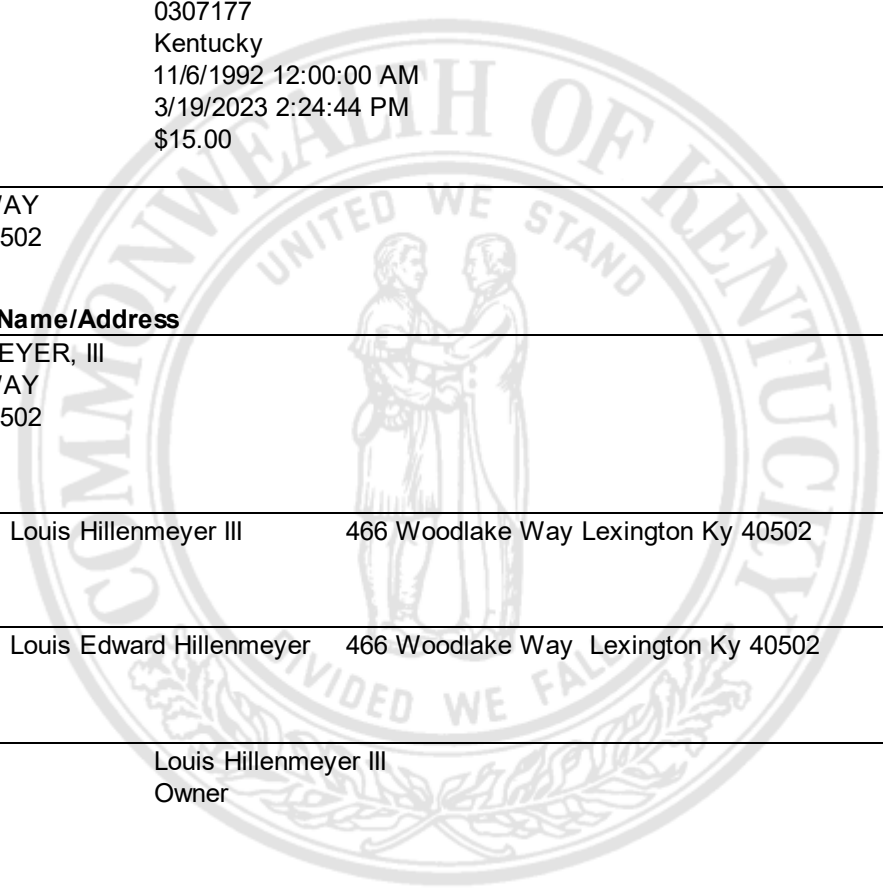 0307177
Kentucky
11/6/1992 12:00:00 AM
3/19/2023 2:24:44 PM
$15.00
WAY
502
Name/Address
EYER, III
WAY
502
Louis Hillenmeyer III 466 Woodlake Way Lexington Ky 40502
Louis Edward Hillenmeyer 466 Woodlake Way Lexington Ky 40502
Louis Hillenmeyer III
Owner
COMMONWEALTH OF KENTUCKY
UNITED WE STAND
DIVIDED WE FALL